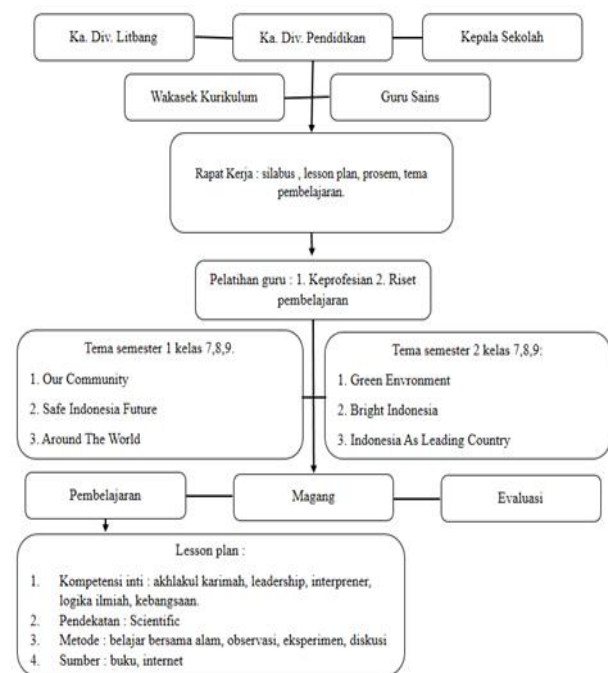 Ka. Div. Litbang
Ka. Div. Pendidikan
Kepala Sekolah
Wakasek Kurikulum
Guru Sains
Rapat Kerja : silabus , lesson plan, prosem, tema
pembelajaran.
Pelatihan guru : 1. Keprofesian 2. Riset
pembelajaran
Tema semester 1 kelas 7,8,9.
1. Our Community
2. Safe Indonesia Future
3. Around The World
Tema semester 2 kelas 7,8,9:
1. Green Envronment
2. Bright Indonesia
3. Indonesia As Leading Country
Pembelajaran
Magang
Evaluasi
Lesson plan :
1. Kompetensi inti : akhlakul karimah, leadership, interprener,
logika ilmiah, kebangsaan.
2 Pendekatan : Scientific
3 Metode : belajar bersama alam, observasi, eksperimen, diskusi
4 Sumber : buku, internet